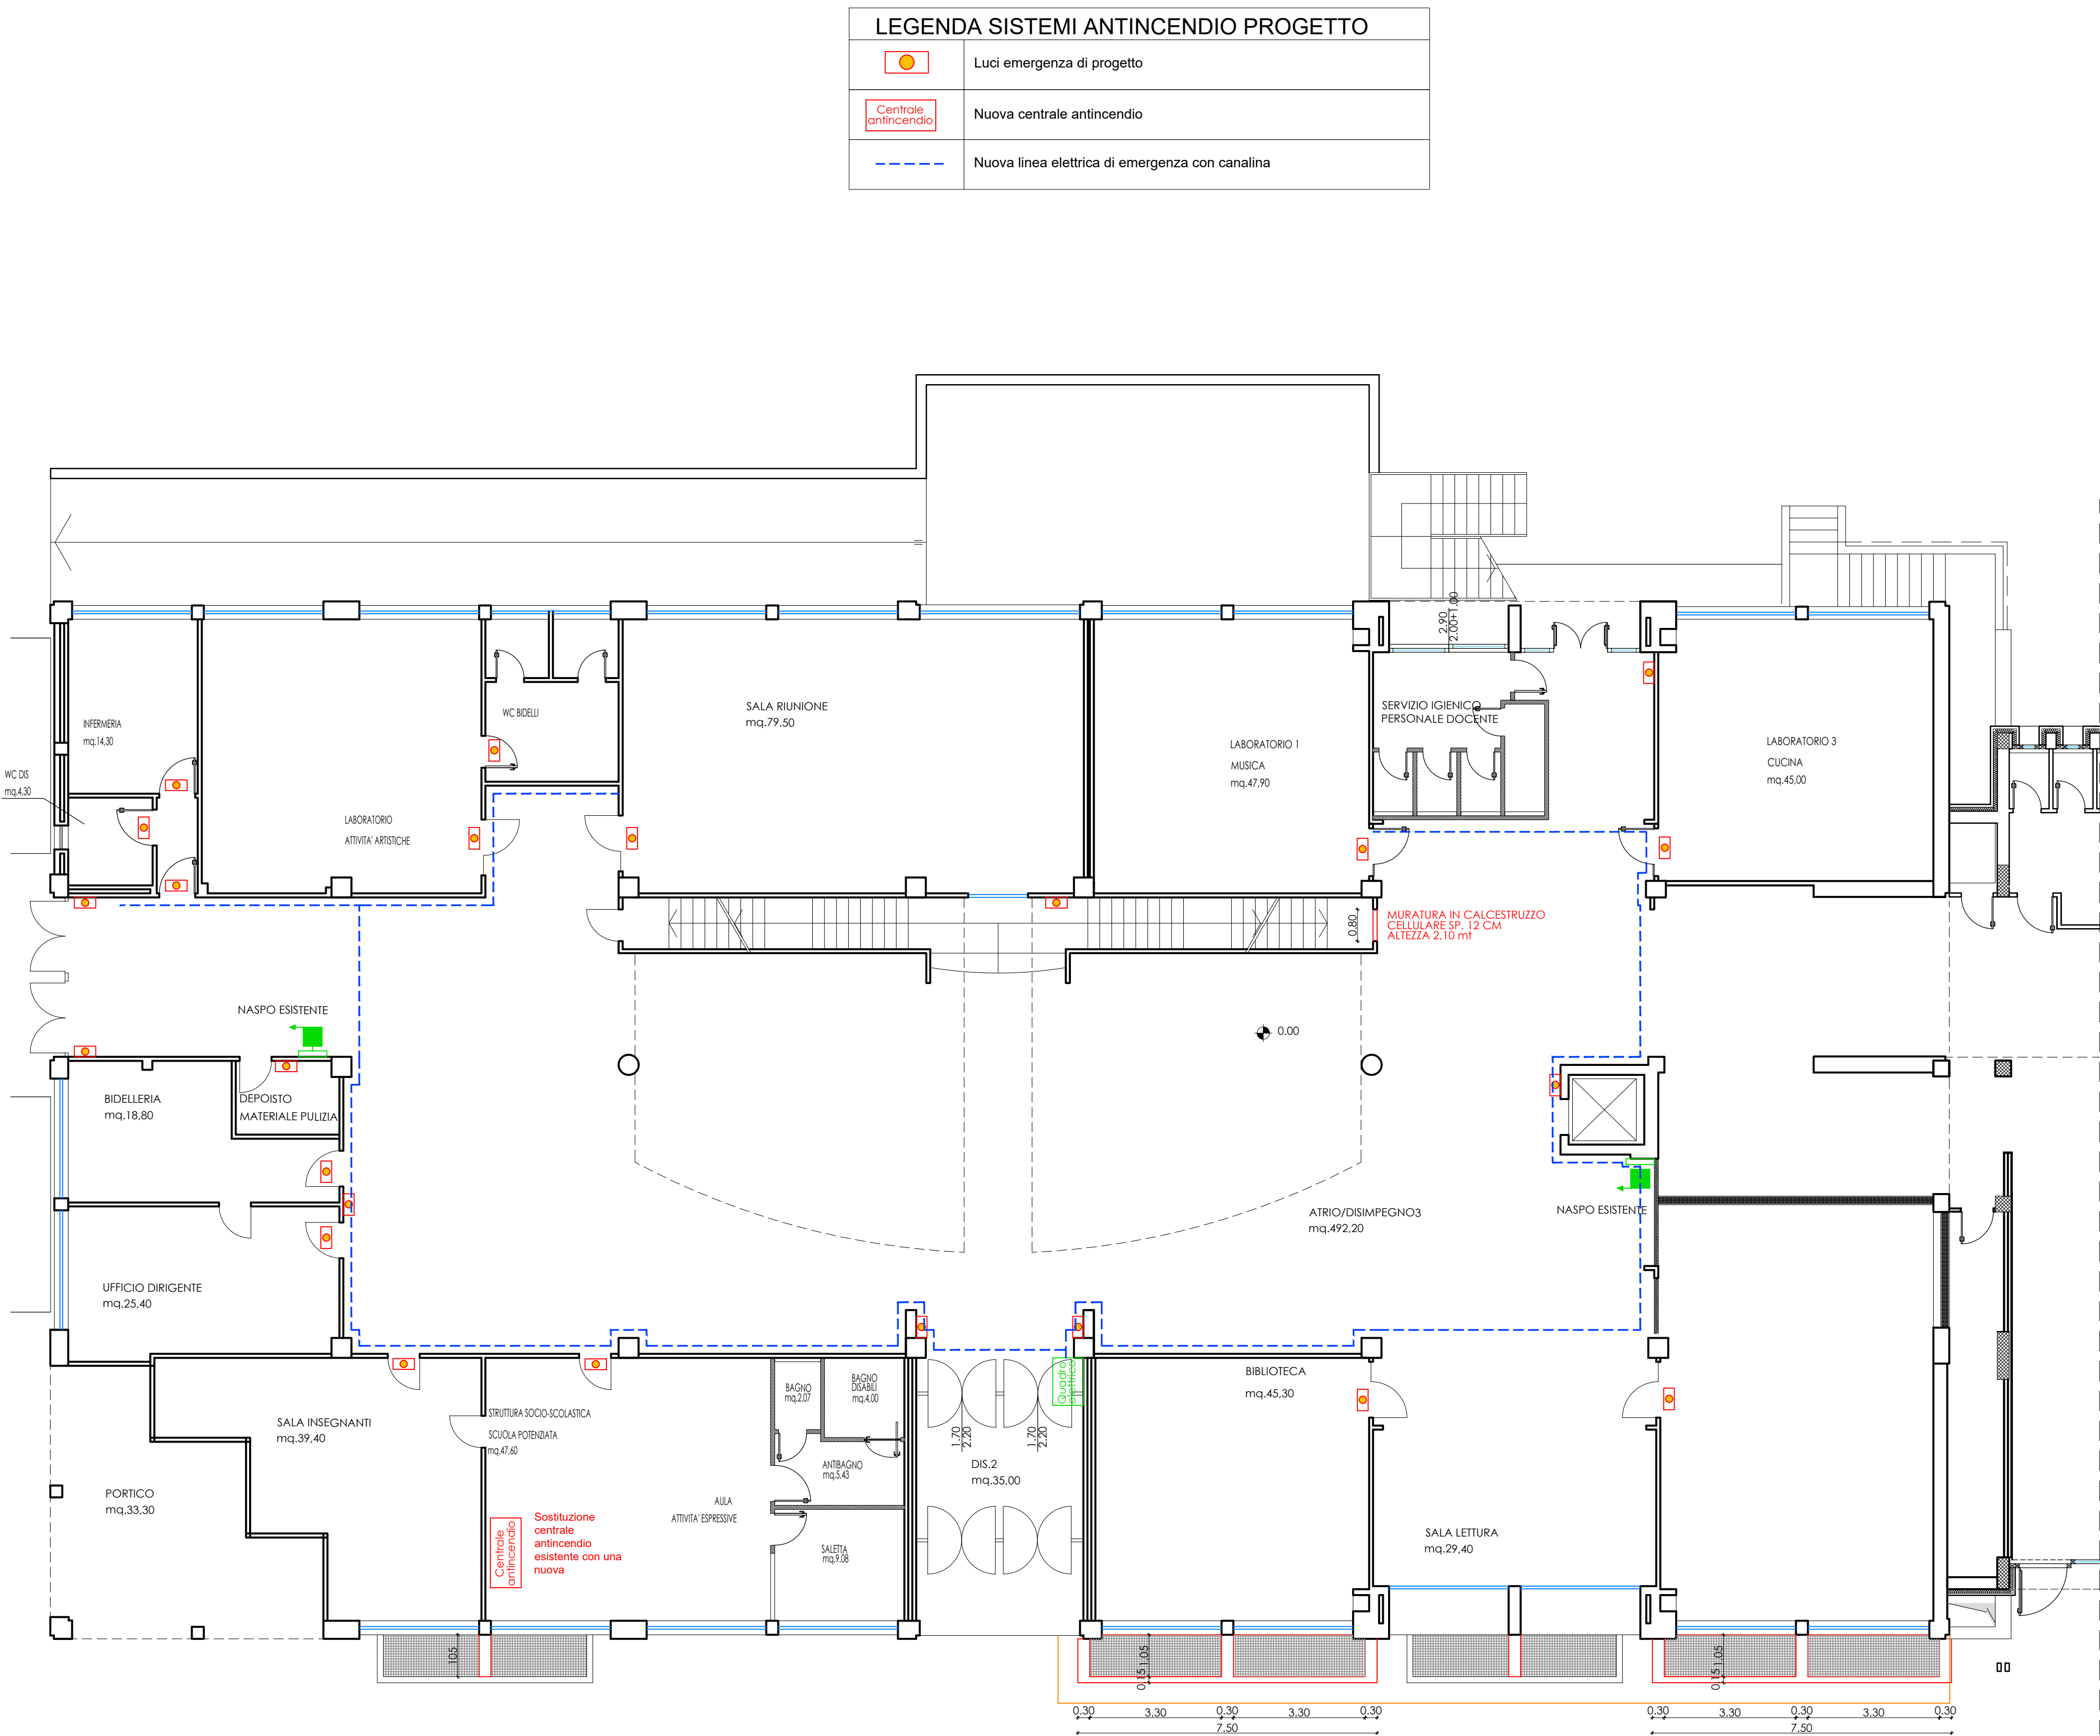 LEGENDA SISTEMI ANTINCENDIO PROGETTO
Luci emergenza di progetto
Centrale
antincendio
Nuova centrale antincendio
Nuova linea elettrica di emergenza con canalina
2.90
2.00+1.00
INFERMERIA
mq.14,30
WC DIS
mq.4,30
LABORATORIO
ATTIVITA' ARTISTICHE
WC BIDELLI
SALA RIUNIONE
mq.79,50
LABORATORIO 1
MUSICA
mq.47,90
SERVIZIO IGIENICO
PERSONALE DOCENTE
LABORATORIO 3
CUCINA
mq.45,00
0.80
MURATURA IN CALCESTRUZZO
CELLULARE SP. 12 CM
ALTEZZA 2,10 mt
NASPO ESISTENTE
0.00
BIDELLERIA
mq.18,80
DEPOISTO
MATERIALE PULIZIA
ATRIO/DISIMPEGNO3
mq.492,20
NASPO ESISTENTE
UFFICIO DIRIGENTE
mq.25,40
SALA INSEGNANTI
mq.39,40
STRUTTURA SOCIO-SCOLASTICA
SCUOLA POTENZIATA
mq.47,60
BAGNO
mq.2.07
BAGNO
DISABILI
mq.4,00
ANTIBAGNO
mq.5.43
AULA
ATTIVITA' ESPRESSIVE
SALETTA
mq.9.08
Quadro
elettrico
1.70
2.20
1.70
2.20
DIS.2
mq.35,00
BIBLIOTECA
mq.45,30
SALA LETTURA
mq.29,40
PORTICO
mq.33,30
Centrale
antincendio
Sostituzione
centrale
antincendio
esistente con una
nuova
105
0.15
1.05
0.15
1.05
0.30
3.30
0.30
3.30
0.30
7.50
0.30
3.30
0.30
3.30
0.30
7.50